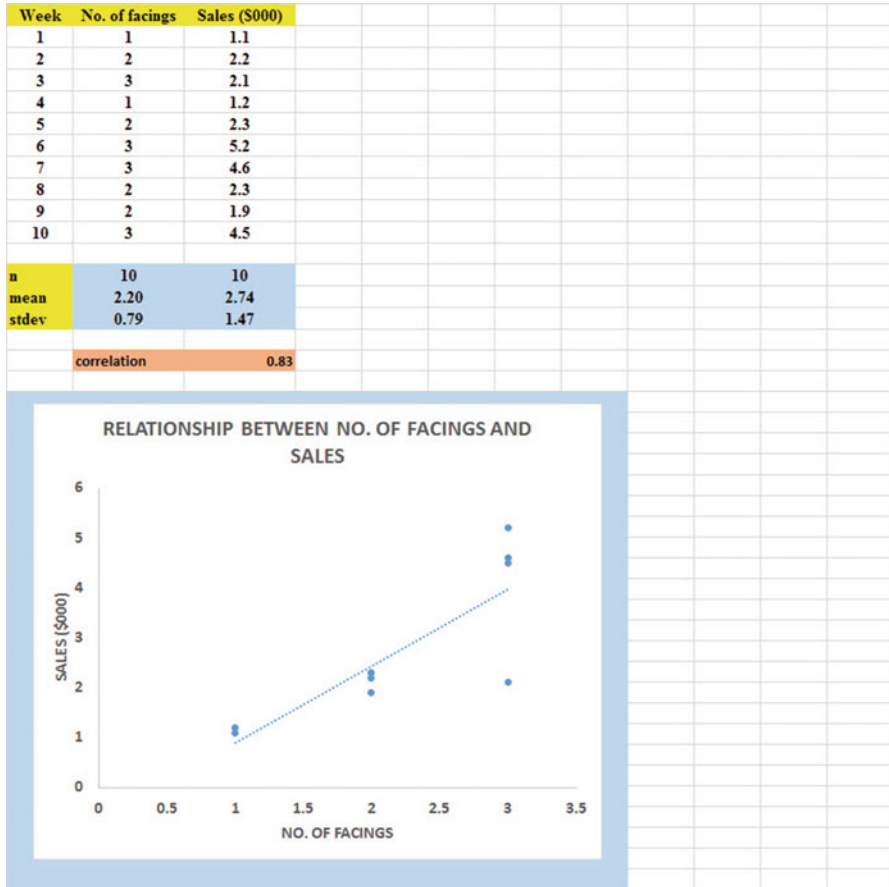 Week No. of facings Sales ($000)
1 1 1.1
2 2 2.2
3 3 2.1
4 1 1.2
5 2 2.3
6 3 5.2
7 3 4.6
8 2 2.3
9 2 1.9
10 3 4.5
n 10 10
mean 2.20 2.74
stdev 0.79 1.47
correlation 0.83
RELATIONSHIP BETWEEN NO. OF FACINGS AND
SALES
6
5
4
3
2
1
0
SALES ($000)
0 0.5 1 1.5 2 2.5 3 3.5
NO. OF FACINGS